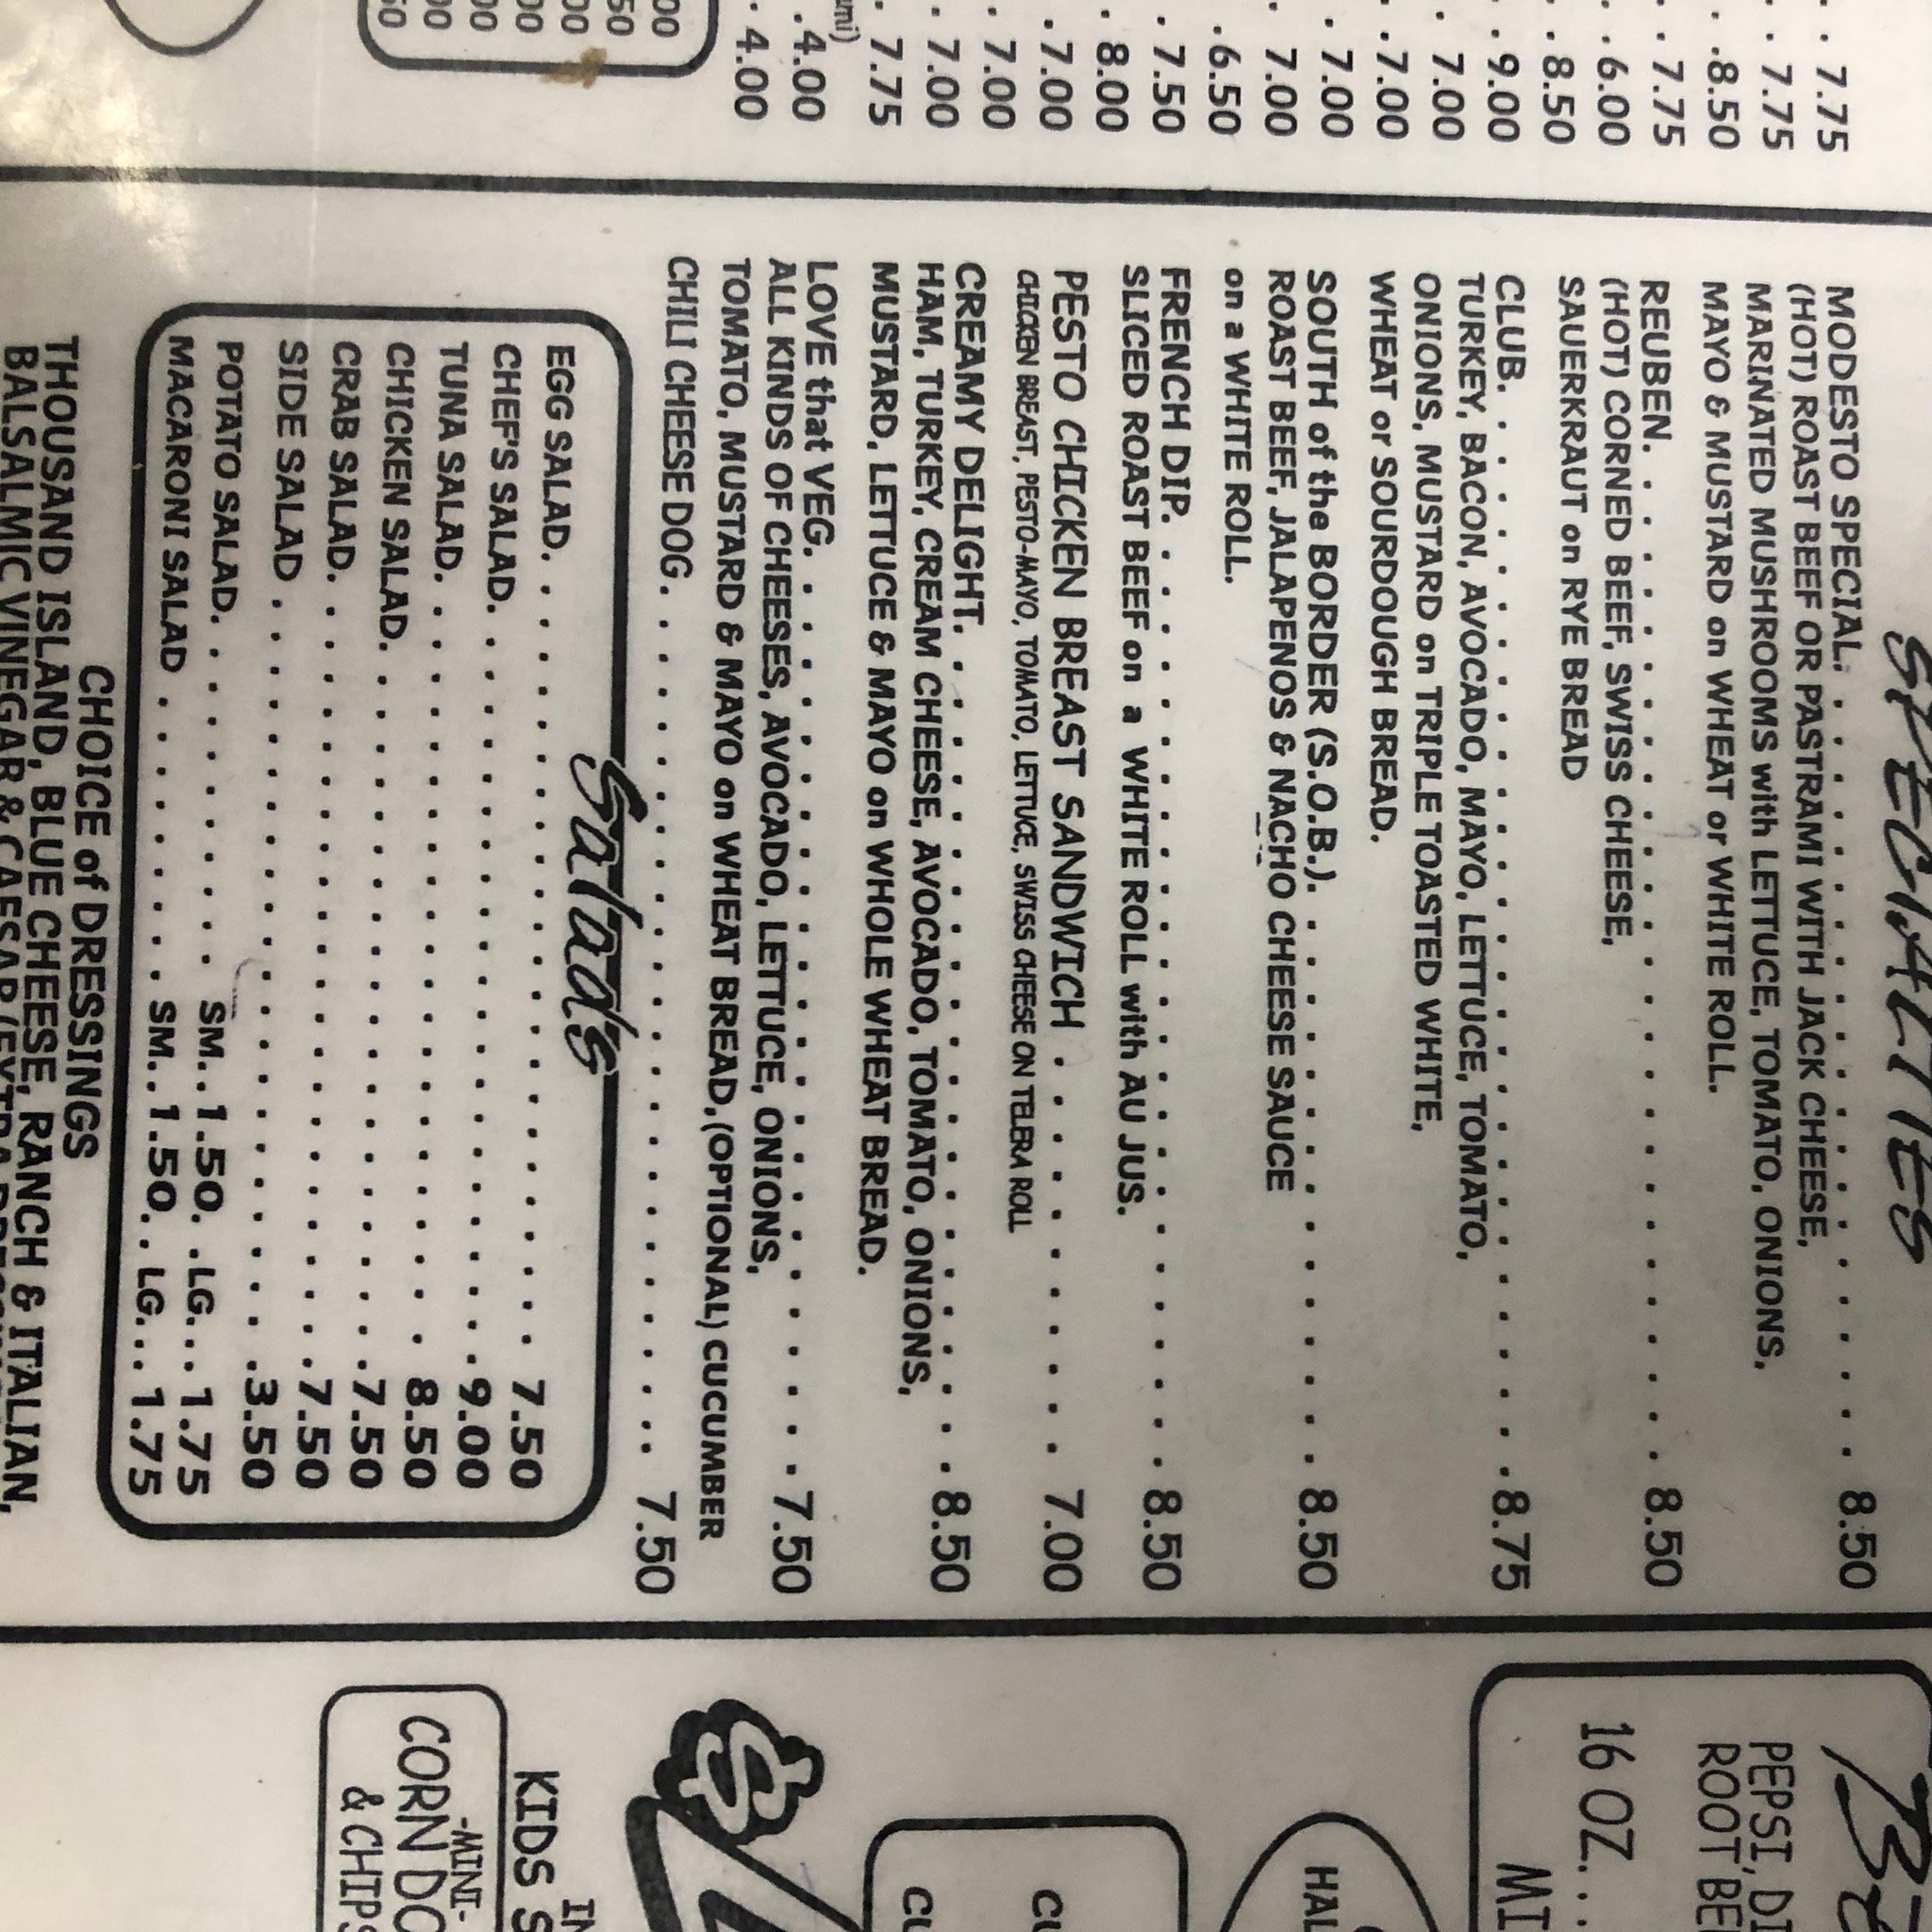 7.75
7.75
8.50
7.75
6.00
8.50
9.00
7.00
7.00
7.00
7.00
6.50
7.50
8.00
7.00
7.00
7.00
7.75
4.00
4.00
SPECIALTIES
MODESTO SPECIAL. . . . . . . . . . . . . . . . . . . . 8.50
(HOT) ROAST BEEF OR PASTRAMI WITH JACK CHEESE,
MARINATED MUSHROOMS with LETTUCE, TOMATO, ONIONS,
MAYO & MUSTARD on WHEAT or WHITE ROLL.
REUBEN. . . . . . . . . . . . . . . . . . . . . . . . 8.50
(HOT) CORNED BEEF, SWISS CHEESE,
SAUERKRAUT on RYE BREAD
CLUB. . . . . . . . . . . . . . . . . . . . . . . . . 8.75
TURKEY, BACON, AVOCADO, MAYO, LETTUCE, TOMATO,
ONIONS, MUSTARD on TRIPLE TOASTED WHITE,
WHEAT or SOURDOUGH BREAD.
SOUTH of the BORDER (S.O.B.). . . . . . . . . . . . . 8.50
ROAST BEEF, JALAPENOS & NACHO CHEESE SAUCE
on a WHITE ROLL.
FRENCH DIP. . . . . . . . . . . . . . . . . . . . . . 8.50
SLICED ROAST BEEF on a WHITE ROLL with AU JUS.
PESTO CHICKEN BREAST SANDWICH . . . . . . . . . . 7.00
CHICKEN BREAST, PESTO-MAYO, TOMATO, LETTUCE, SWISS CHEESE ON TELERA ROLL
CREAMY DELIGHT. . . . . . . . . . . . . . . . . . . . 8.50
HAM, TURKEY, CREAM CHEESE, AVOCADO, TOMATO, ONIONS,
MUSTARD, LETTUCE & MAYO on WHOLE WHEAT BREAD.
LOVE that VEG. . . . . . . . . . . . . . . . . . . . . 7.50
ALL KINDS OF CHEESES, AVOCADO, LETTUCE, ONIONS,
TOMATO, MUSTARD & MAYO on WHEAT BREAD,(OPTIONAL) CUCUMBER
CHILI CHEESE DOG. . . . . . . . . . . . . . . . . . . 7.50
Salads
EGG SALAD. . . . . . . . . . . . . . . . . . 7.50
CHEF'S SALAD. . . . . . . . . . . . . . . . . 9.00
TUNA SALAD. . . . . . . . . . . . . . . . . . 8.50
CHICKEN SALAD. . . . . . . . . . . . . . . . 7.50
CRAB SALAD. . . . . . . . . . . . . . . . . . 7.50
SIDE SALAD . . . . . . . . . . . . . . . . . 3.50
POTATO SALAD. . . . . . . . . SM. . 1.50. . LG. . . 1.75
MACARONI SALAD . . . . . . . . SM. . 1.50. . LG. . . 1.75
CHOICE of DRESSINGS
THOUSAND ISLAND, BLUE CHEESE, RANCH & ITALIAN,
BALSALMIC VINEGAR & CAESAR
PEPSI,
ROOT
16 OZ. . .
KIDS
-MINI-
CORN
& CHIPS